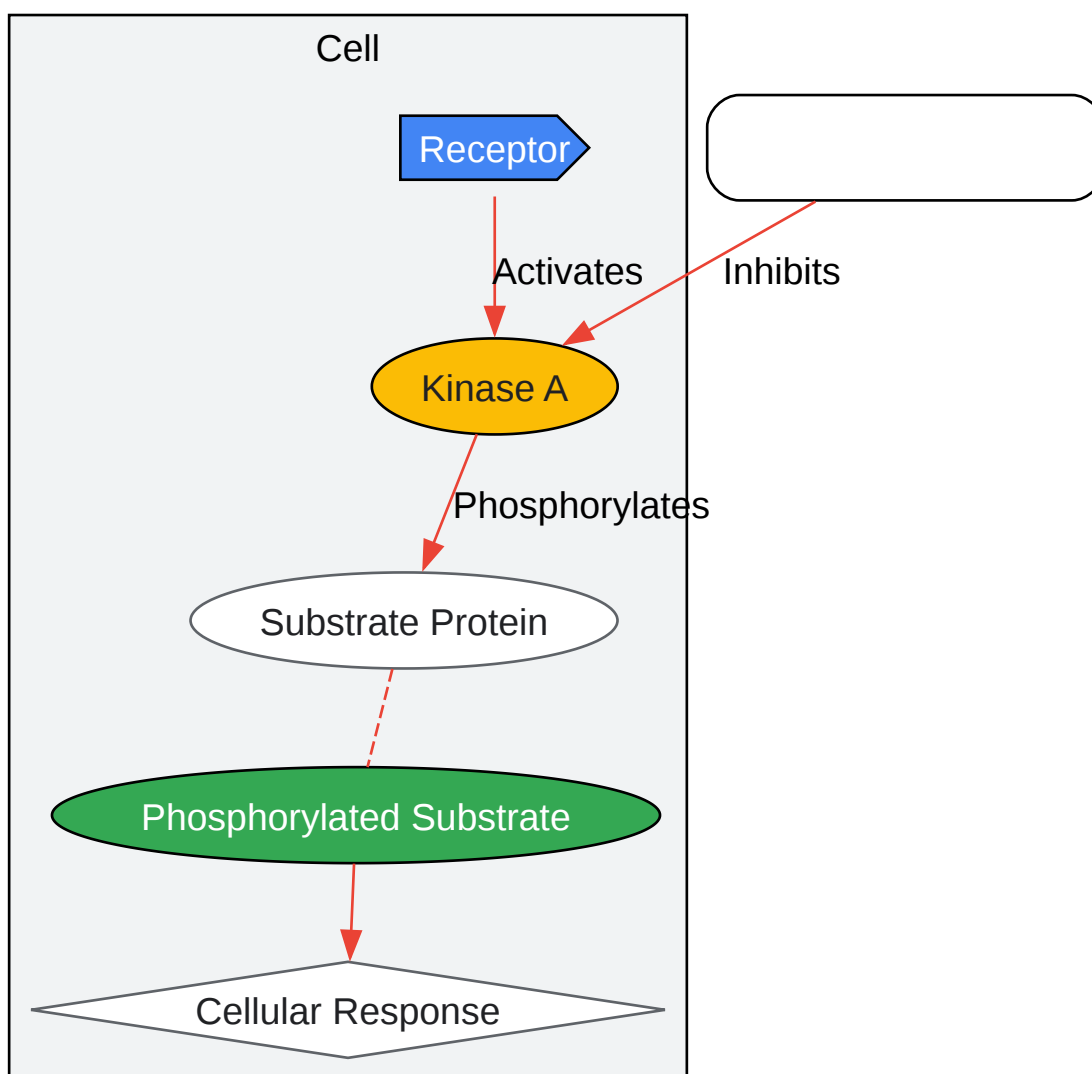 Cell
Receptor
Activates
Inhibits
Kinase A
Phosphorylates
Substrate Protein
Phosphorylated Substrate
Cellular Response